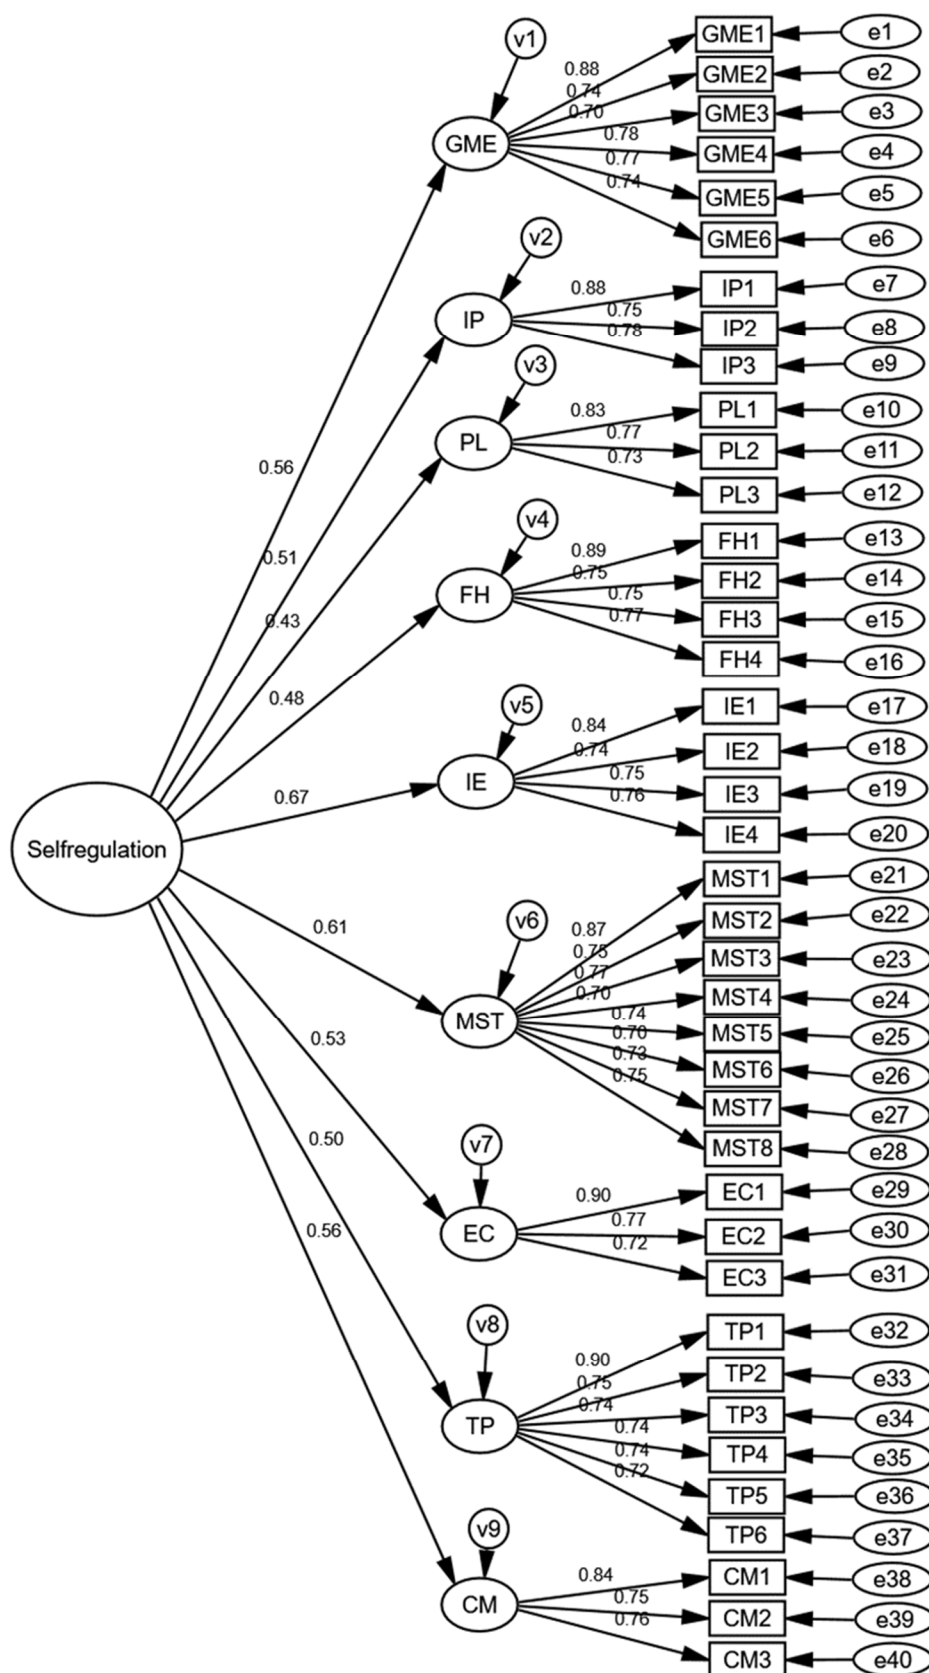 v1
GME
0.88
0.74
0.70
0.78
0.77
0.74
GME1
e1
GME2
e2
GME3
e3
GME4
e4
GME5
e5
GME6
e6
v2
IP
0.88
0.75
0.78
IP1
e7
IP2
e8
IP3
e9
v3
PL
0.83
0.77
0.73
PL1
e10
PL2
e11
PL3
e12
v4
FH
0.89
0.75
0.75
0.77
FH1
e13
FH2
e14
FH3
e15
FH4
e16
v5
IE
0.84
0.74
0.75
0.76
IE1
e17
IE2
e18
IE3
e19
IE4
e20
Selfregulation
0.56
0.51
0.43
0.48
0.67
0.61
0.53
0.50
0.56
v6
MST
0.87
0.75
0.77
0.70
0.74
0.70
0.73
0.75
MST1
e21
MST2
e22
MST3
e23
MST4
e24
MST5
e25
MST6
e26
MST7
e27
MST8
e28
v7
EC
0.90
0.77
0.72
EC1
e29
EC2
e30
EC3
e31
v8
TP
0.90
0.75
0.74
0.74
0.74
0.72
TP1
e32
TP2
e33
TP3
e34
TP4
e35
TP5
e36
TP6
e37
v9
CM
0.84
0.75
0.76
CM1
e38
CM2
e39
CM3
e40